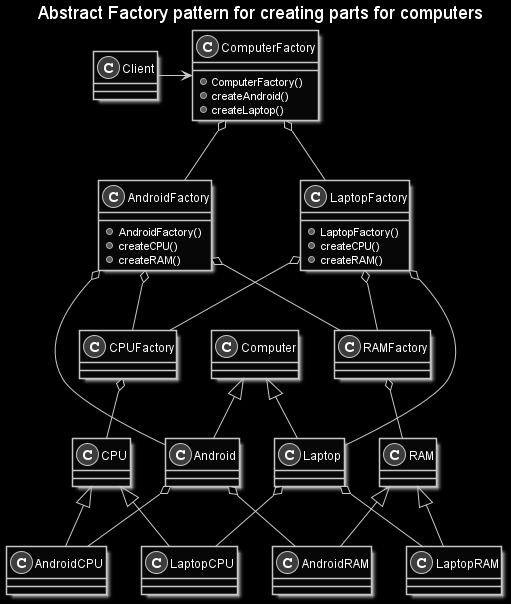 Abstract Factory pattern for creating parts for computers
C Client
C ComputerFactory
ComputerFactory()
createAndroid()
createLaptop()
C AndroidFactory
AndroidFactory()
createCPU()
createRAM()
C LaptopFactory
LaptopFactory()
createCPU()
createRAM()
C CPUFactory
C Computer
C RAMFactory
C CPU
C Android
C Laptop
C RAM
C AndroidCPU
C LaptopCPU
C AndroidRAM
C LaptopRAM